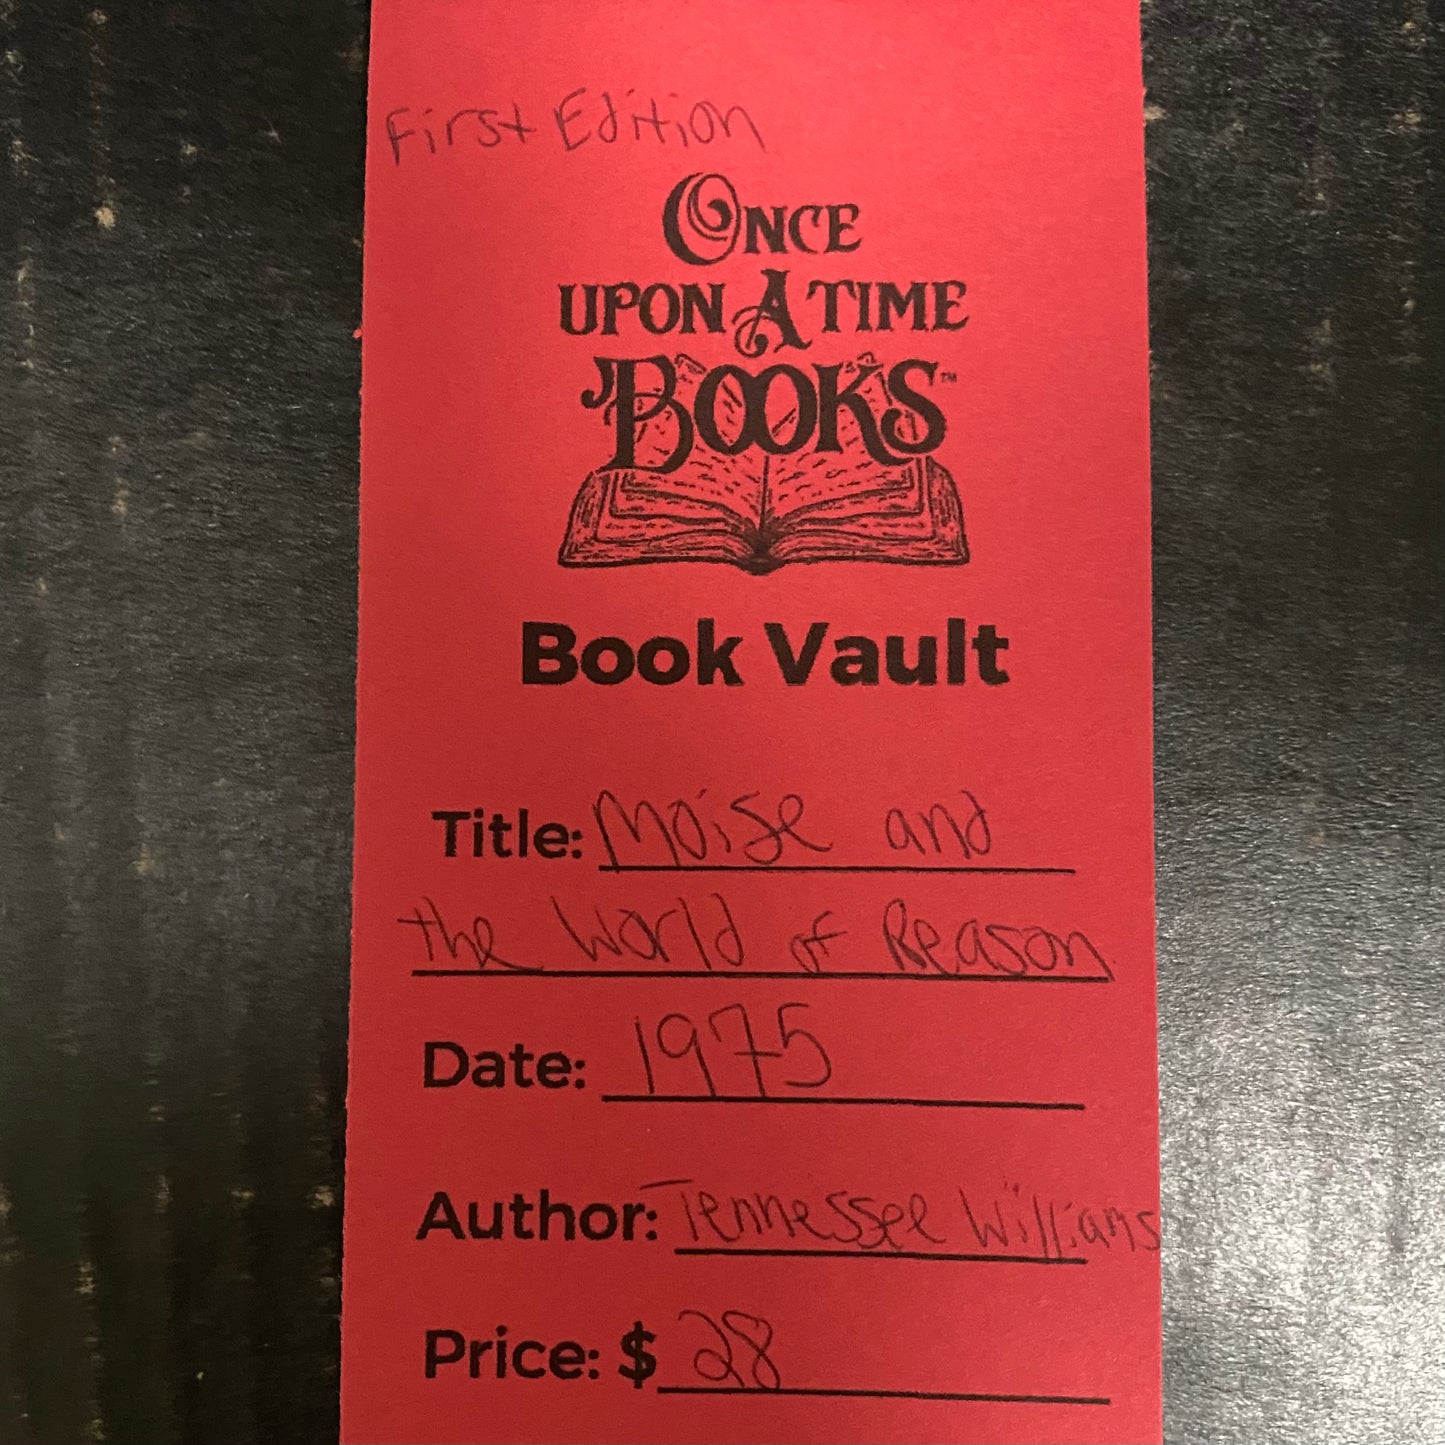 First Edition
ONCE
UPON A TIME
BOOKS™
Book Vault
Title: Moise and
the World of Reason
Date: 1975
Author: Tennessee Williams
Price: $ 28